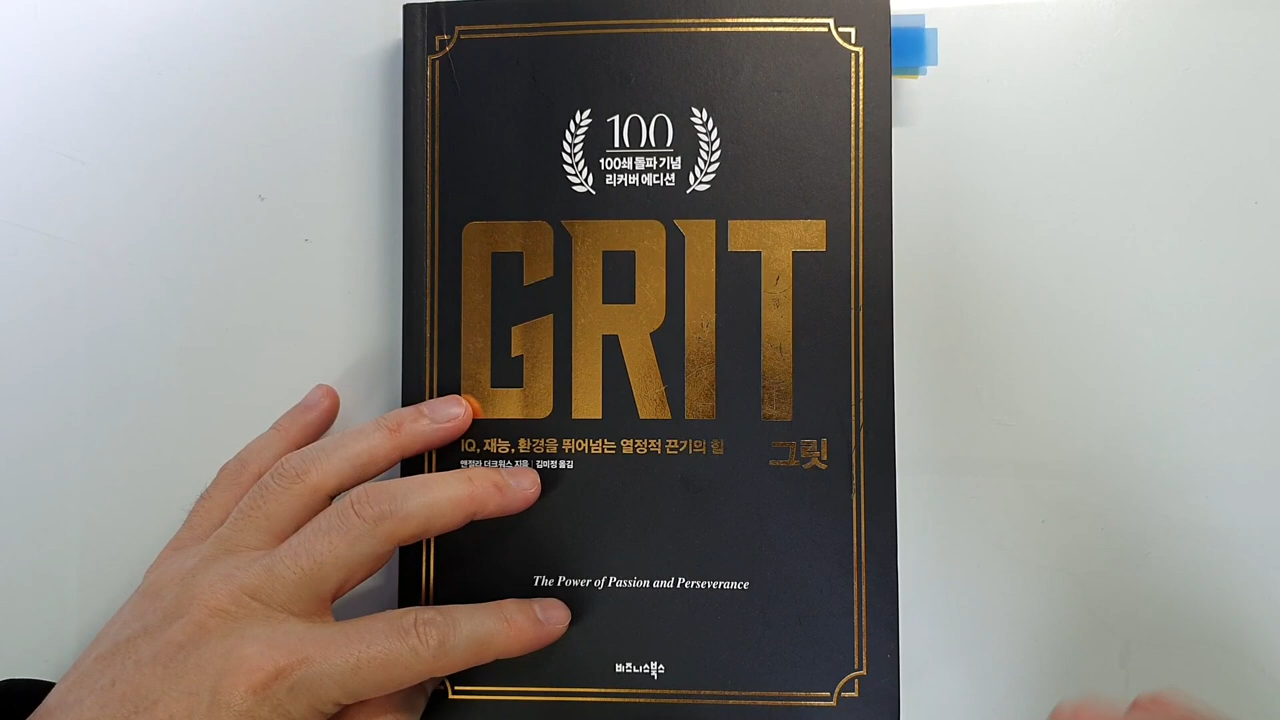 100
100쇄 돌파 기념
리커버 에디션
GRIT
IQ, 재능, 환경을 뛰어넘는 열정적 끈기의 힘
그릿
앤절라 더크워스 지음 | 김미정 옮김
The Power of Passion and Perseverance
비즈니스북스